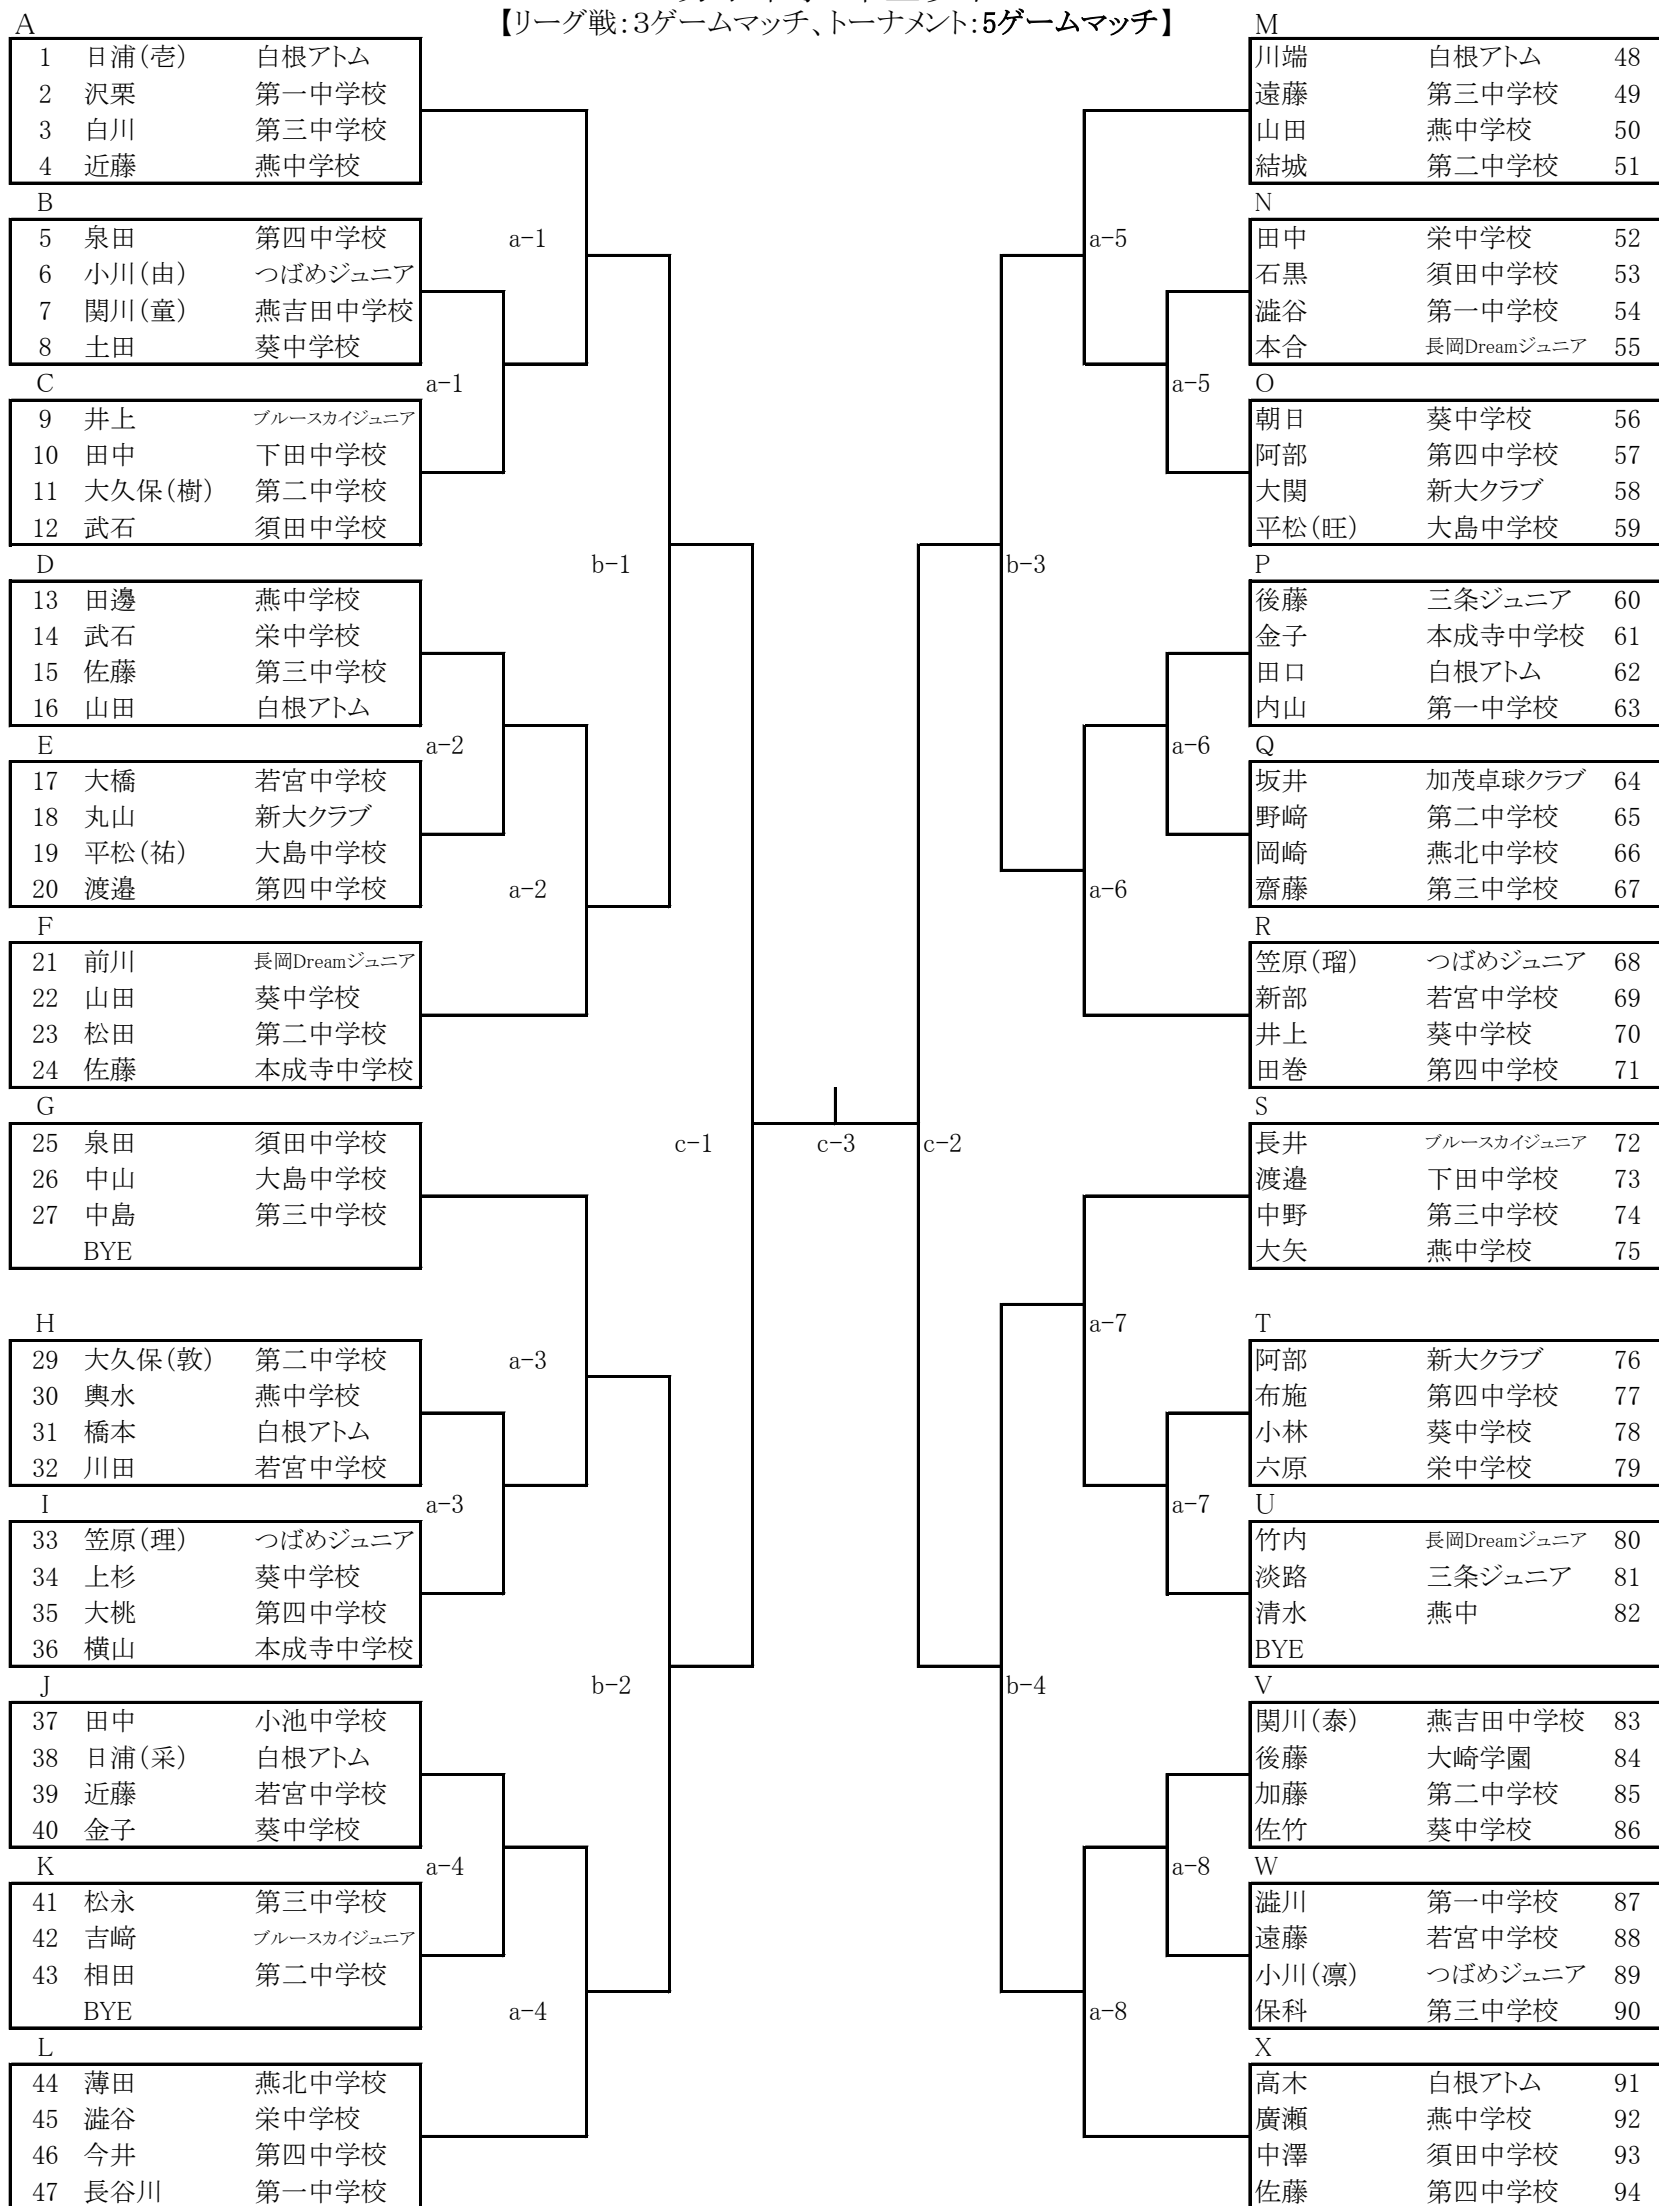 【リーグ戦:3ゲームマッチ、トーナメント:5ゲームマッチ】
A
1 日浦(壱) 白根アトム
2 沢栗 第一中学校
3 白川 第三中学校
4 近藤 燕中学校
B
5 泉田 第四中学校
6 小川(由) つばめジュニア
7 関川(童) 燕吉田中学校
8 土田 葵中学校
C
9 井上 ブルースカイジュニア
10 田中 下田中学校
11 大久保(樹) 第二中学校
12 武石 須田中学校
D
13 田邊 燕中学校
14 武石 栄中学校
15 佐藤 第三中学校
16 山田 白根アトム
E
17 大橋 若宮中学校
18 丸山 新大クラブ
19 平松(祐) 大島中学校
20 渡邉 第四中学校
F
21 前川 長岡Dreamジュニア
22 山田 葵中学校
23 松田 第二中学校
24 佐藤 本成寺中学校
G
25 泉田 須田中学校
26 中山 大島中学校
27 中島 第三中学校
BYE
H
29 大久保(敦) 第二中学校
30 輿水 燕中学校
31 橋本 白根アトム
32 川田 若宮中学校
I
33 笠原(理) つばめジュニア
34 上杉 葵中学校
35 大桃 第四中学校
36 横山 本成寺中学校
J
37 田中 小池中学校
38 日浦(采) 白根アトム
39 近藤 若宮中学校
40 金子 葵中学校
K
41 松永 第三中学校
42 吉﨑 ブルースカイジュニア
43 相田 第二中学校
BYE
L
44 薄田 燕北中学校
45 澁谷 栄中学校
46 今井 第四中学校
47 長谷川 第一中学校
a-1
a-1
b-1
a-2
a-2
c-1
c-3
c-2
a-3
a-3
b-2
a-4
a-4
a-5
a-5
b-3
a-6
a-6
a-7
a-7
b-4
a-8
a-8
M
川端 白根アトム 48
遠藤 第三中学校 49
山田 燕中学校 50
結城 第二中学校 51
N
田中 栄中学校 52
石黒 須田中学校 53
澁谷 第一中学校 54
本合 長岡Dreamジュニア 55
O
朝日 葵中学校 56
阿部 第四中学校 57
大関 新大クラブ 58
平松(旺) 大島中学校 59
P
後藤 三条ジュニア 60
金子 本成寺中学校 61
田口 白根アトム 62
内山 第一中学校 63
Q
坂井 加茂卓球クラブ 64
野﨑 第二中学校 65
岡崎 燕北中学校 66
齋藤 第三中学校 67
R
笠原(瑠) つばめジュニア 68
新部 若宮中学校 69
井上 葵中学校 70
田巻 第四中学校 71
S
長井 ブルースカイジュニア 72
渡邉 下田中学校 73
中野 第三中学校 74
大矢 燕中学校 75
T
阿部 新大クラブ 76
布施 第四中学校 77
小林 葵中学校 78
六原 栄中学校 79
U
竹内 長岡Dreamジュニア 80
淡路 三条ジュニア 81
清水 燕中 82
BYE
V
関川(泰) 燕吉田中学校 83
後藤 大崎学園 84
加藤 第二中学校 85
佐竹 葵中学校 86
W
澁川 第一中学校 87
遠藤 若宮中学校 88
小川(凛) つばめジュニア 89
保科 第三中学校 90
X
高木 白根アトム 91
廣瀬 燕中学校 92
中澤 須田中学校 93
佐藤 第四中学校 94